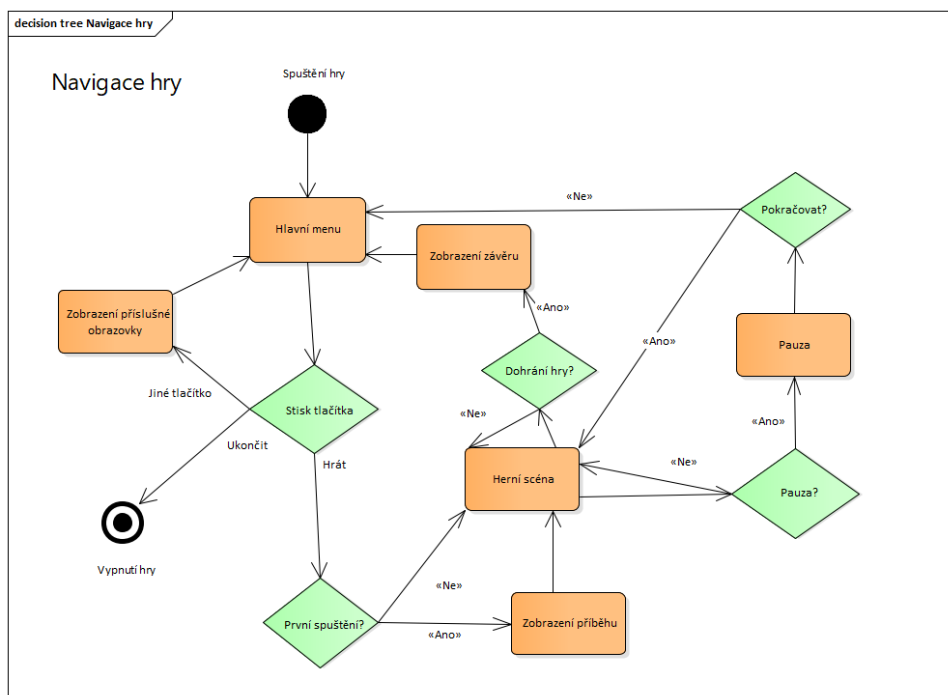 decision tree Navigace hry
Navigace hry
Spuštění hry
Hlavní menu
«Ne»
Pokračovat?
Zobrazení závěru
Zobrazení příslušné
obrazovky
«Ano»
«Ano»
Pauza
Dohrání hry?
Jiné tlačítko
Stisk tlačítka
«Ne»
«Ano»
Ukončit
Hrát
«Ne»
Herní scéna
Pauza?
Vypnutí hry
«Ne»
První spuštění?
«Ano»
Zobrazení příběhu